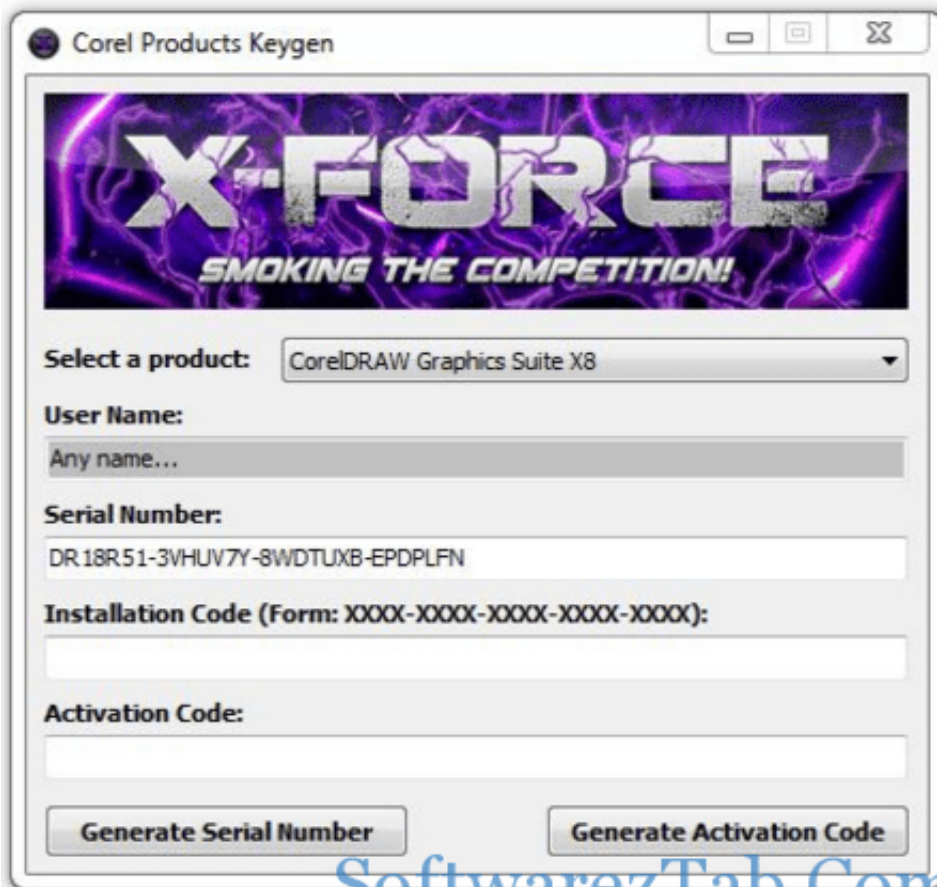 Corel Products Keygen
X-FORCE
SMOKING THE COMPETITION!
Select a product: CorelDRAW Graphics Suite X8
User Name:
Any name...
Serial Number:
DR18R51-3VHUV7Y-8WDTUXB-EPDPLFN
Installation Code (Form: XXXX-XXXX-XXXX-XXXX-XXXX):
Activation Code:
Generate Serial Number Generate Activation Code
SoftwarezTab.Com